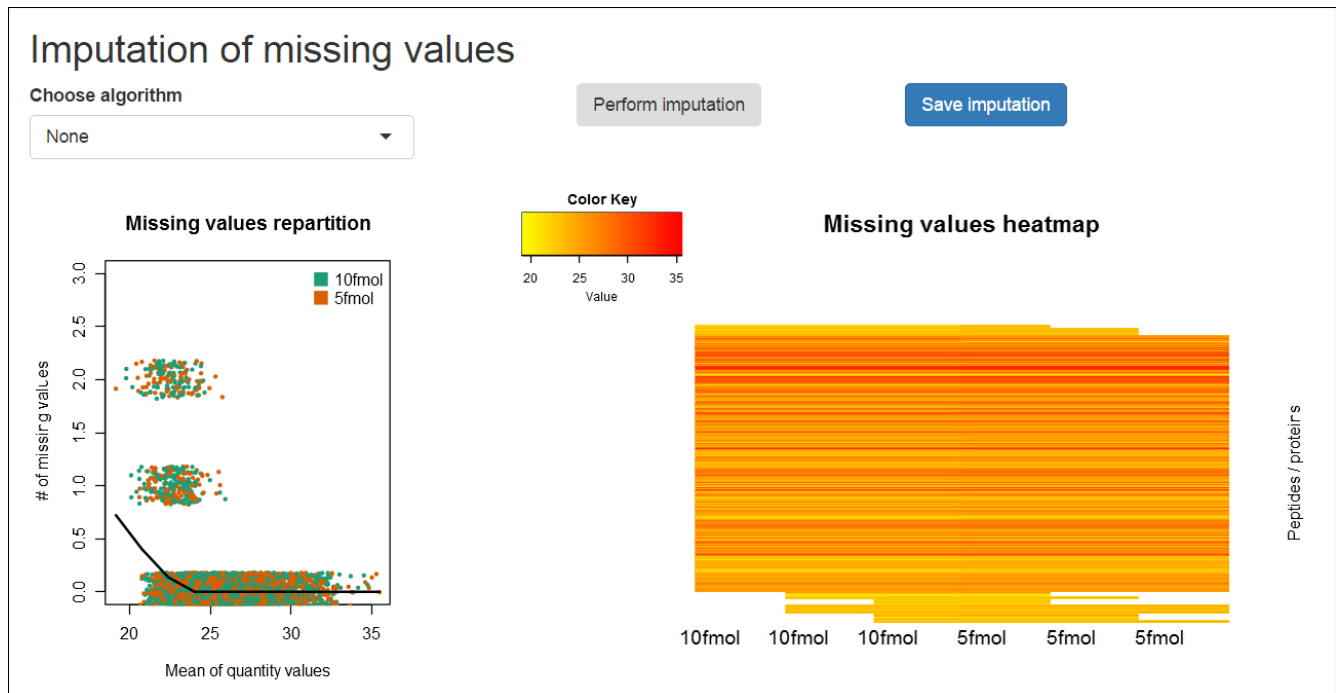 Imputation of missing values
Choose algorithm
None
Perform imputation
Save imputation
Missing values repartition
10fmol
5fmol
3.0
2.5
2.0
1.5
1.0
0.5
0.0
# of missing values
20 25 30 35
Mean of quantity values
Color Key
20 25 30 35
Value
Missing values heatmap
Peptides / proteins
10fmol 10fmol 10fmol 5fmol 5fmol 5fmol